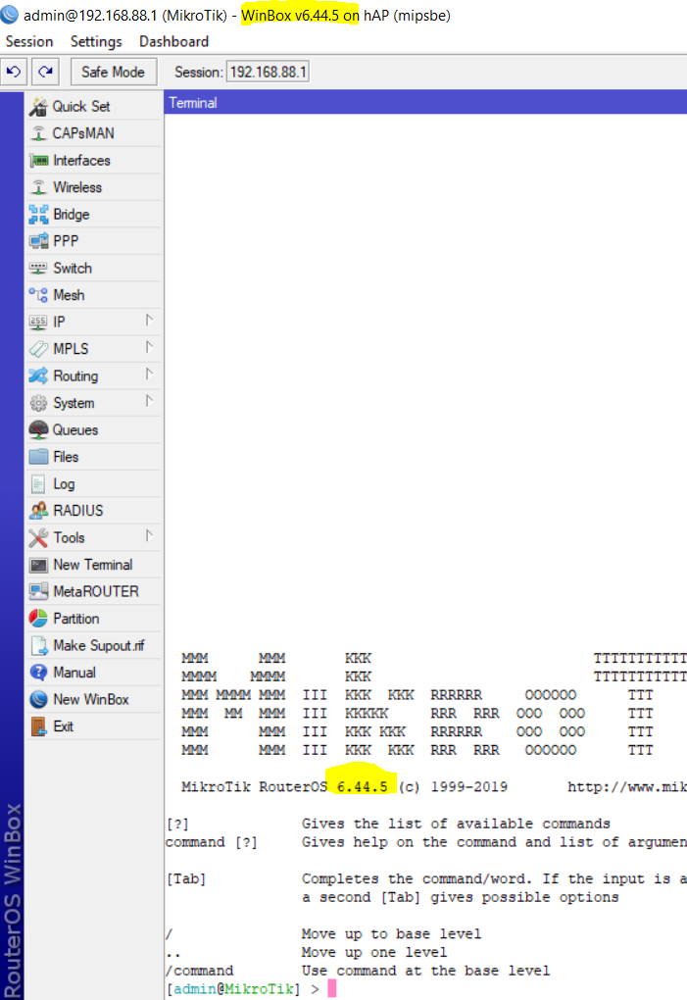 admin@192.168.88.1 (MikroTik) - WinBox v6.44.5 on hAP (mipsbe)
Session Settings Dashboard
Safe Mode Session: 192.168.88.1
Terminal
Quick Set
CAPsMAN
Interfaces
Wireless
Bridge
PPP
Switch
Mesh
255 IP
MPLS
Routing
System
Queues
Files
Log
RADIUS
Tools
New Terminal
MetaROUTER
Partition
Make Supout.rif
Manual
New WinBox
Exit
RouterOS WinBox
MMM      MMM       KKK                          TTTTTTTTTTT
MMMM    MMMM       KKK                          TTTTTTTTTTT
MMM MMMM MMM  III  KKK  KKK  RRRRRR     OOOOOO      TTT
MMM  MM  MMM  III  KKKKK     RRR  RRR  OOO  OOO     TTT
MMM      MMM  III  KKK KKK   RRRRRR    OOO  OOO     TTT
MMM      MMM  III  KKK  KKK  RRR  RRR   OOOOOO      TTT
MikroTik RouterOS 6.44.5 (c) 1999-2019       http://www.mik
[?]             Gives the list of available commands
command [?]     Gives help on the command and list of argumen
[Tab]           Completes the command/word. If the input is a
a second [Tab] gives possible options
/               Move up to base level
..              Move up one level
/command        Use command at the base level
[admin@MikroTik] >